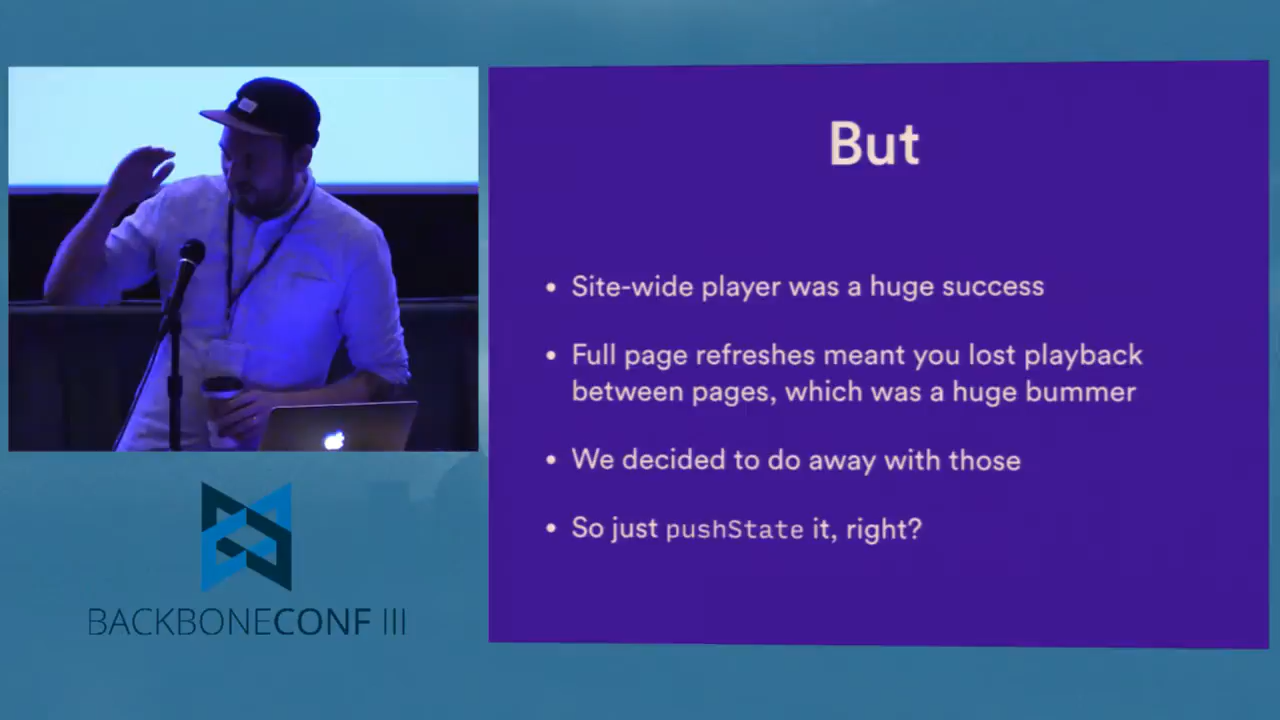 But
• Site-wide player was a huge success
• Full page refreshes meant you lost playback
between pages, which was a huge bummer
• We decided to do away with those
• So just pushState it, right?
BACKBONECONF III